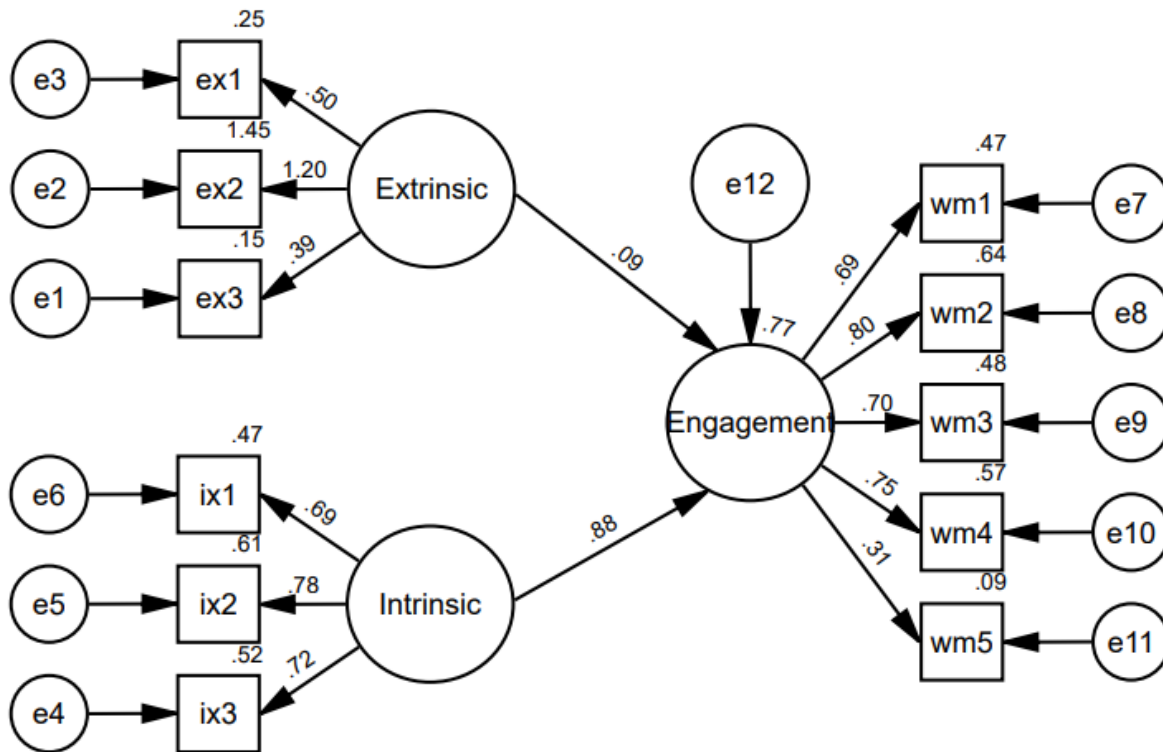 .25
e3
ex1
.50
1.45
e2
ex2
1.20
Extrinsic
.15
e1
ex3
.39
.09
e12
.77
Engagement
.47
wm1
e7
.69
.64
wm2
e8
.80
.48
wm3
e9
.70
.57
wm4
e10
.75
.09
wm5
e11
.31
.47
e6
ix1
.69
.61
e5
ix2
.78
Intrinsic
.88
.52
e4
ix3
.72